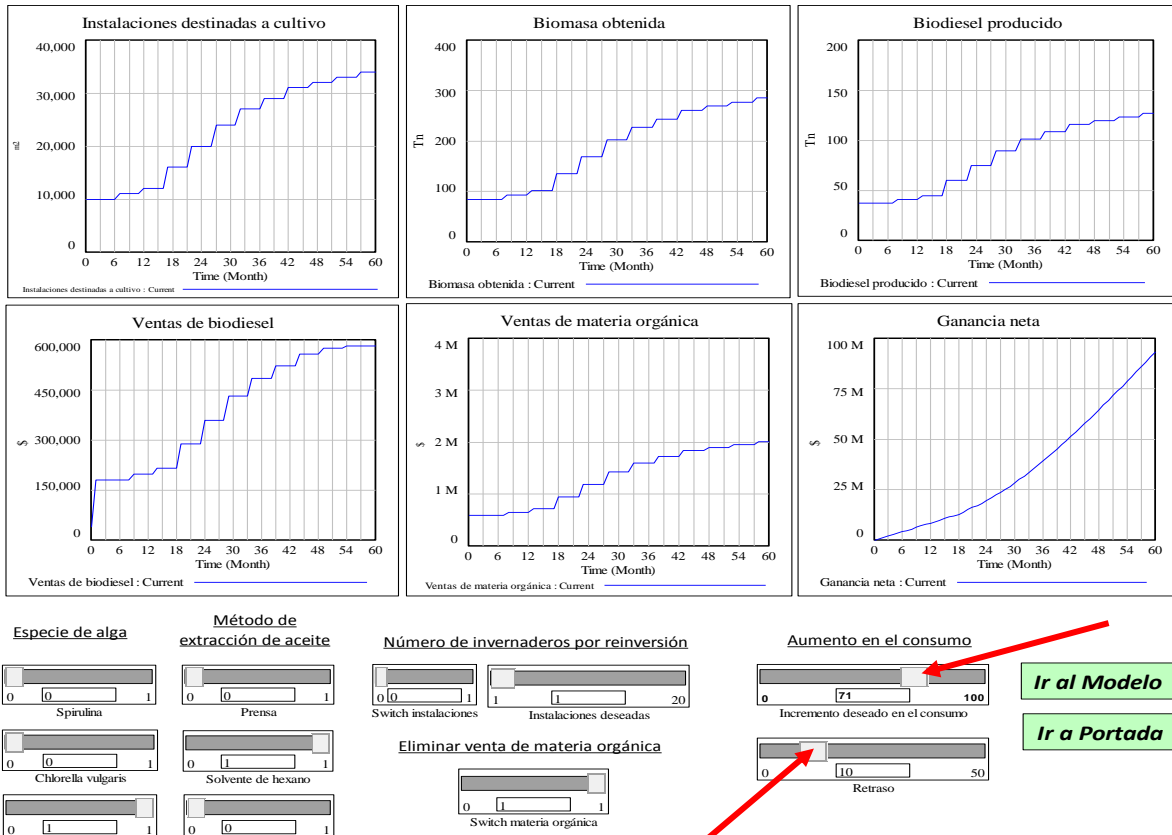 Instalaciones destinadas a cultivo
40,000
30,000
20,000
10,000
0
m2
0 6 12 18 24 30 36 42 48 54 60
Time (Month)
Instalaciones destinadas a cultivo : Current
Biomasa obtenida
400
300
200
100
0
Tn
0 6 12 18 24 30 36 42 48 54 60
Time (Month)
Biomasa obtenida : Current
Biodiesel producido
200
150
100
50
0
Tn
0 6 12 18 24 30 36 42 48 54 60
Time (Month)
Biodiesel producido : Current
Ventas de biodiesel
600,000
450,000
300,000
150,000
0
$
0 6 12 18 24 30 36 42 48 54 60
Time (Month)
Ventas de biodiesel : Current
Ventas de materia orgánica
4 M
3 M
2 M
1 M
0
$
0 6 12 18 24 30 36 42 48 54 60
Time (Month)
Ventas de materia orgánica : Current
Ganancia neta
100 M
75 M
50 M
25 M
0
$
0 6 12 18 24 30 36 42 48 54 60
Time (Month)
Ganancia neta : Current
Especie de alga
0 0 1
Spirulina
0 0 1
Chlorella vulgaris
0 1 1
Método de
extracción de aceite
0 0 1
Prensa
0 1 1
Solvente de hexano
0 0 1
Número de invernaderos por reinversión
0 0 1
Switch instalaciones
1 1 20
Instalaciones deseadas
Eliminar venta de materia orgánica
0 1 1
Switch materia orgánica
Aumento en el consumo
0 71 100
Incremento deseado en el consumo
0 10 50
Retraso
Ir al Modelo
Ir a Portada